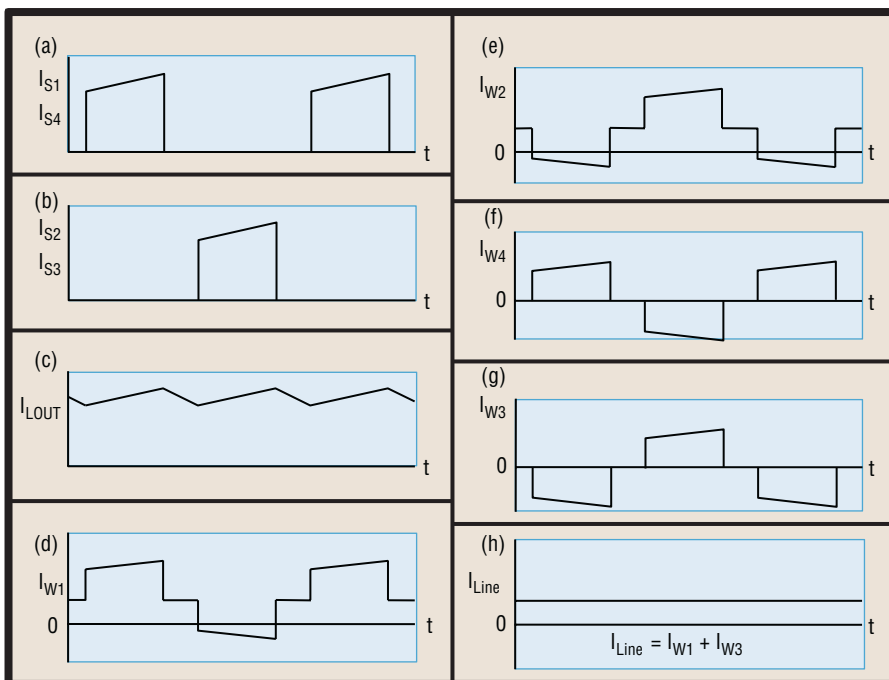 (a)
I_S1
I_S4
t
(b)
I_S2
I_S3
t
(c)
I_LOUT
t
(d)
I_W1
0
t
(e)
I_W2
0
t
(f)
I_W4
0
t
(g)
I_W3
0
t
(h)
I_Line
0
t
I_Line = I_W1 + I_W3